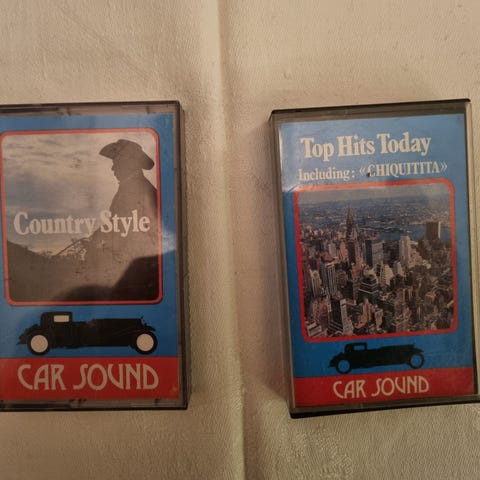 Country Style
CAR SOUND
Top Hits Today
Including: «CHIQUITITA»
CAR SOUND